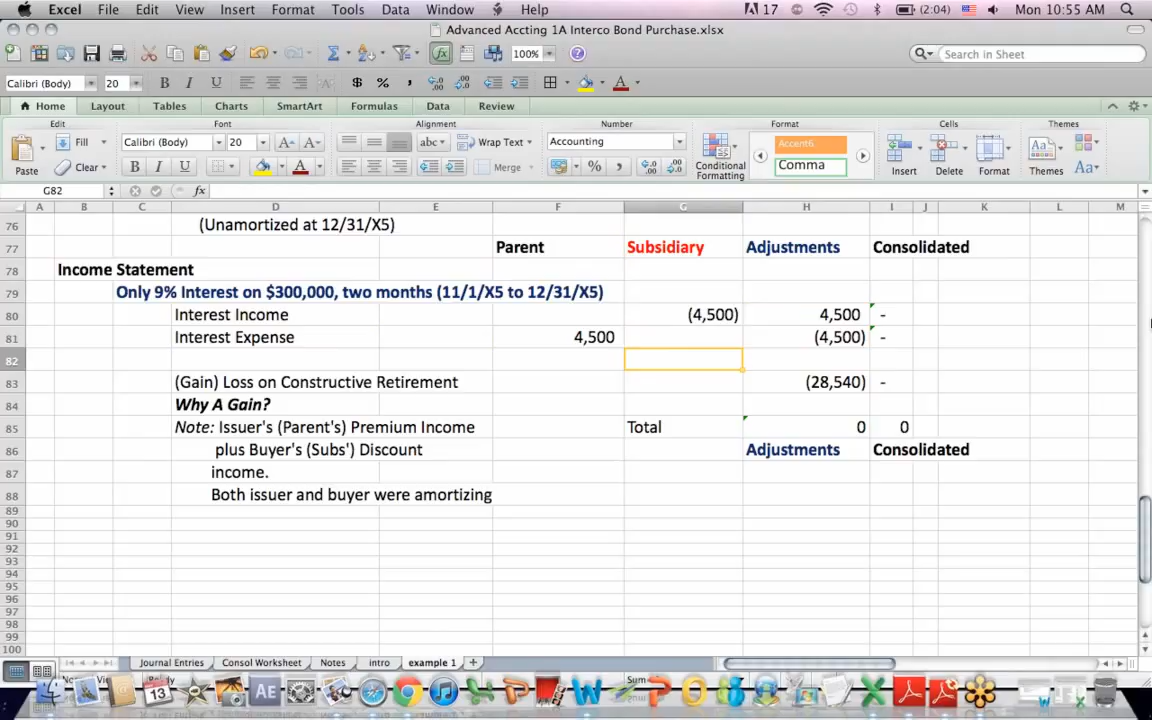 Excel File Edit View Insert Format Tools Data Window Help 17 (2:04) Mon 10:55 AM
Advanced Accting 1A Interco Bond Purchase.xlsx
100% Search in Sheet
Calibri (Body) 20 B I U
Home Layout Tables Charts SmartArt Formulas Data Review
Edit Font Alignment Number Format Cells Themes
Fill Calibri (Body) 20 abc Wrap Text Accounting Accent6
Paste Clear B I U Merge Conditional Formatting Comma Insert Delete Format Themes Aa
G82 fx
A B C D E F G H I J K L M
76 (Unamortized at 12/31/X5)
77 Parent Subsidiary Adjustments Consolidated
78 Income Statement
79 Only 9% Interest on $300,000, two months (11/1/X5 to 12/31/X5)
80 Interest Income (4,500) 4,500 -
81 Interest Expense 4,500 (4,500) -
82
83 (Gain) Loss on Constructive Retirement (28,540) -
84 Why A Gain?
85 Note: Issuer's (Parent's) Premium Income Total 0 0
86 plus Buyer's (Subs') Discount Adjustments Consolidated
87 income.
88 Both issuer and buyer were amortizing
89
90
91
92
93
94
95
96
97
98
99
100
Journal Entries Consol Worksheet Notes intro example 1